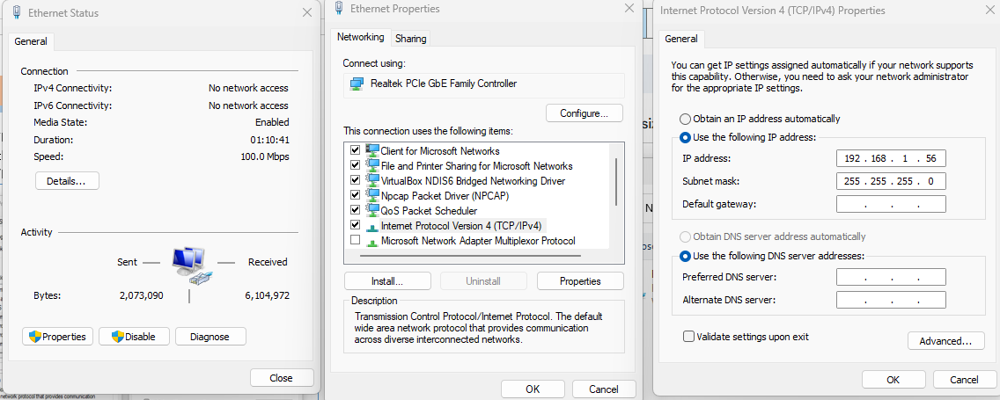 Ethernet Status
General
Connection
IPv4 Connectivity: No network access
IPv6 Connectivity: No network access
Media State: Enabled
Duration: 01:10:41
Speed: 100.0 Mbps
Details...
Activity
Sent Received
Bytes: 2,073,090 6,104,972
Properties Disable Diagnose
Close
network protocol that provides communication
Ethernet Properties
Networking Sharing
Connect using:
Realtek PCIe GbE Family Controller
Configure...
This connection uses the following items:
Client for Microsoft Networks
File and Printer Sharing for Microsoft Networks
VirtualBox NDIS6 Bridged Networking Driver
Npcap Packet Driver (NPCAP)
QoS Packet Scheduler
Internet Protocol Version 4 (TCP/IPv4)
Microsoft Network Adapter Multiplexor Protocol
Install... Uninstall Properties
Description
Transmission Control Protocol/Internet Protocol. The default
wide area network protocol that provides communication
across diverse interconnected networks.
OK Cancel
Internet Protocol Version 4 (TCP/IPv4) Properties
General
You can get IP settings assigned automatically if your network supports
this capability. Otherwise, you need to ask your network administrator
for the appropriate IP settings.
Obtain an IP address automatically
Use the following IP address:
IP address: 192 . 168 . 1 . 56
Subnet mask: 255 . 255 . 255 . 0
Default gateway: . . .
Obtain DNS server address automatically
Use the following DNS server addresses:
Preferred DNS server: . . .
Alternate DNS server: . . .
Validate settings upon exit
Advanced...
OK Cancel